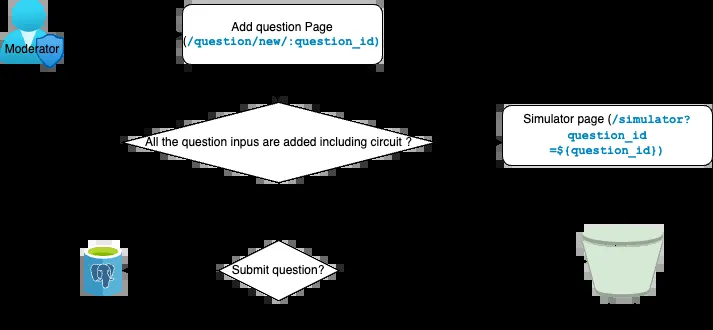 Moderator
Add question Page
(/question/new/:question_id)
All the question inpus are added including circuit ?
Simulator page (/simulator?
question_id
=${question_id})
Submit question?